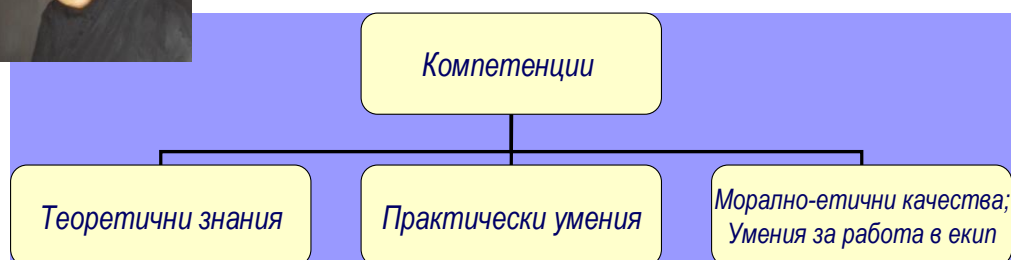 Компетенции
Теоретични знания
Практически умения
Морално-етични качества;
Умения за работа в екип